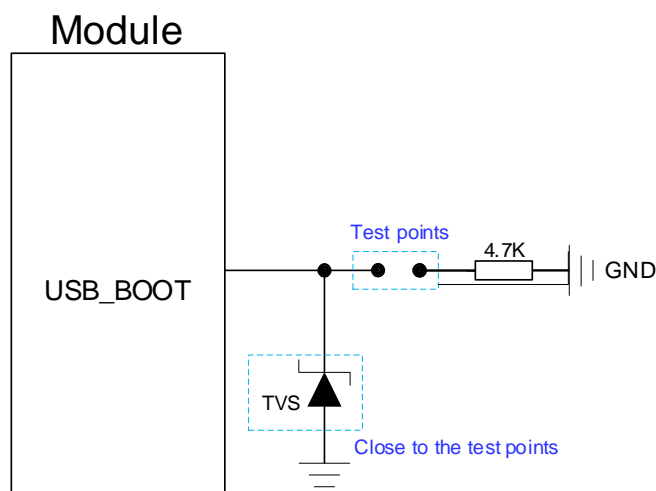 Module
Test points
4.7K
USB_BOOT
GND
TVS
Close to the test points